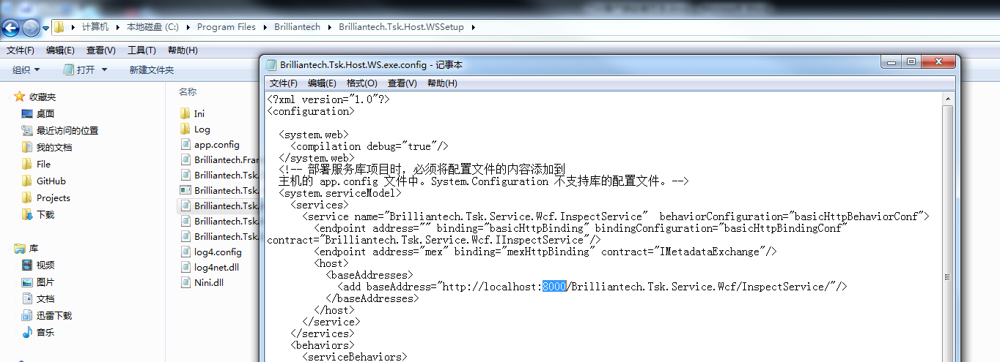 计算机 本地磁盘 (C:) Program Files Brilliantech Brilliantech.Tsk.Host.WSSetup
文件(F) 编辑(E) 查看(V) 工具(T) 帮助(H)
组织 打开 新建文件夹
收藏夹
桌面
最近访问的位置
我的文档
File
GitHub
Projects
下载
库
视频
图片
文档
迅雷下载
音乐
名称
Ini
Log
app.config
Brilliantech.Fra
Brilliantech.Tsk.
Brilliantech.Tsk.
Brilliantech.Tsk.
Brilliantech.Tsk.
Brilliantech.Tsk.
log4.config
log4net.dll
Nini.dll
Brilliantech.Tsk.Host.WS.exe.config - 记事本
文件(F) 编辑(E) 格式(O) 查看(V) 帮助(H)
<?xml version="1.0"?>
<configuration>
<system.web>
<compilation debug="true"/>
</system.web>
<!-- 部署服务库项目时，必须将配置文件的内容添加到
主机的 app.config 文件中。System.Configuration 不支持库的配置文件。-->
<system.serviceModel>
<services>
<service name="Brilliantech.Tsk.Service.Wcf.InspectService" behaviorConfiguration="basicHttpBehaviorConf">
<endpoint address="" binding="basicHttpBinding" bindingConfiguration="basicHttpBindingConf"
contract="Brilliantech.Tsk.Service.Wcf.IInspectService"/>
<endpoint address="mex" binding="mexHttpBinding" contract="IMetadataExchange"/>
<host>
<baseAddresses>
<add baseAddress="http://localhost:8000/Brilliantech.Tsk.Service.Wcf/InspectService/"/>
</baseAddresses>
</host>
</service>
</services>
<behaviors>
<serviceBehaviors>